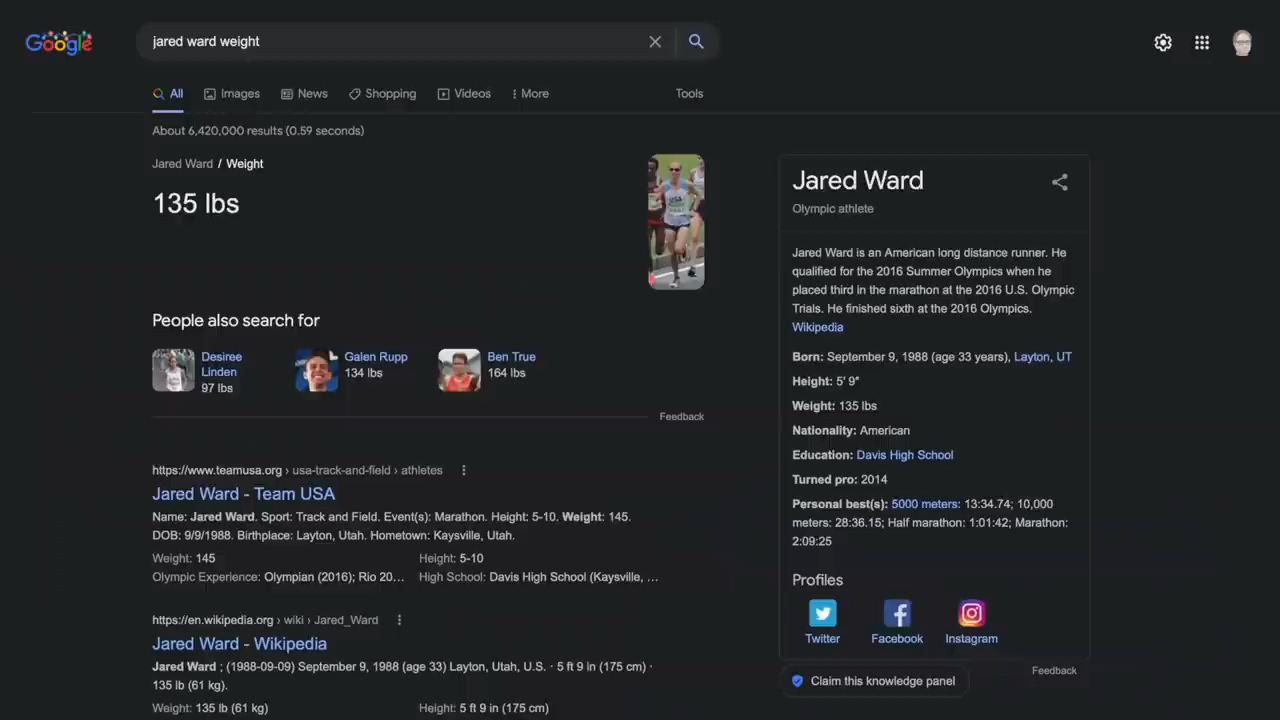 Google
jared ward weight
All
Images
News
Shopping
Videos
More
Tools
About 6,420,000 results (0.59 seconds)
Jared Ward / Weight
135 lbs
People also search for
Desiree
Linden
97 lbs
Galen Rupp
134 lbs
Ben True
164 lbs
Feedback
https://www.teamusa.org › usa-track-and-field › athletes
Jared Ward - Team USA
Name: Jared Ward. Sport: Track and Field. Event(s): Marathon. Height: 5-10. Weight: 145.
DOB: 9/9/1988. Birthplace: Layton, Utah. Hometown: Kaysville, Utah.
Weight: 145
Height: 5-10
Olympic Experience: Olympian (2016); Rio 20...
High School: Davis High School (Kaysville, ...
https://en.wikipedia.org › wiki › Jared_Ward
Jared Ward - Wikipedia
Jared Ward ; (1988-09-09) September 9, 1988 (age 33) Layton, Utah, U.S. · 5 ft 9 in (175 cm) ·
135 lb (61 kg).
Weight: 135 lb (61 kg)
Height: 5 ft 9 in (175 cm)
Jared Ward
Olympic athlete
Jared Ward is an American long distance runner. He
qualified for the 2016 Summer Olympics when he
placed third in the marathon at the 2016 U.S. Olympic
Trials. He finished sixth at the 2016 Olympics.
Wikipedia
Born: September 9, 1988 (age 33 years), Layton, UT
Height: 5′ 9″
Weight: 135 lbs
Nationality: American
Education: Davis High School
Turned pro: 2014
Personal best(s): 5000 meters: 13:34.74; 10,000
meters: 28:36.15; Half marathon: 1:01:42; Marathon:
2:09:25
Profiles
Twitter
Facebook
Instagram
Claim this knowledge panel
Feedback